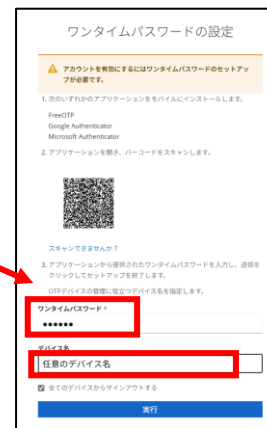 ワンタイムパスワードの設定
アカウントを有効にするにはワンタイムパスワードのセットアッ
プが必要です。
1. 次のいずれかのアプリケーションをモバイルにインストールします。
FreeOTP
Google Authenticator
Microsoft Authenticator
2. アプリケーションを開き、バーコードをスキャンします。
スキャンできませんか？
3. アプリケーションから提供されたワンタイムパスワードを入力し、送信を
クリックしてセットアップを終了します。
OTPデバイスの管理に役立つデバイス名を指定します。
ワンタイムパスワード *
••••••
デバイス名
任意のデバイス名
全てのデバイスからサインアウトする
実行